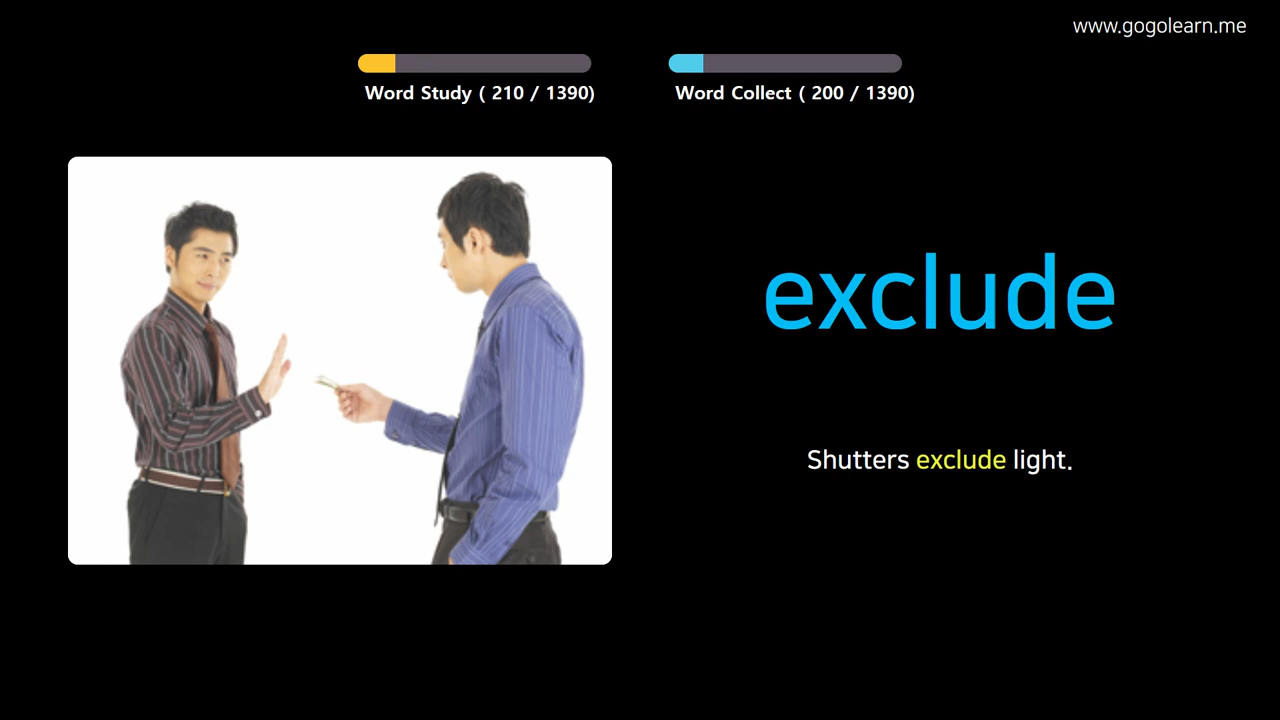 www.gogolearn.me
Word Study ( 210 / 1390)
Word Collect ( 200 / 1390)
exclude
Shutters exclude light.